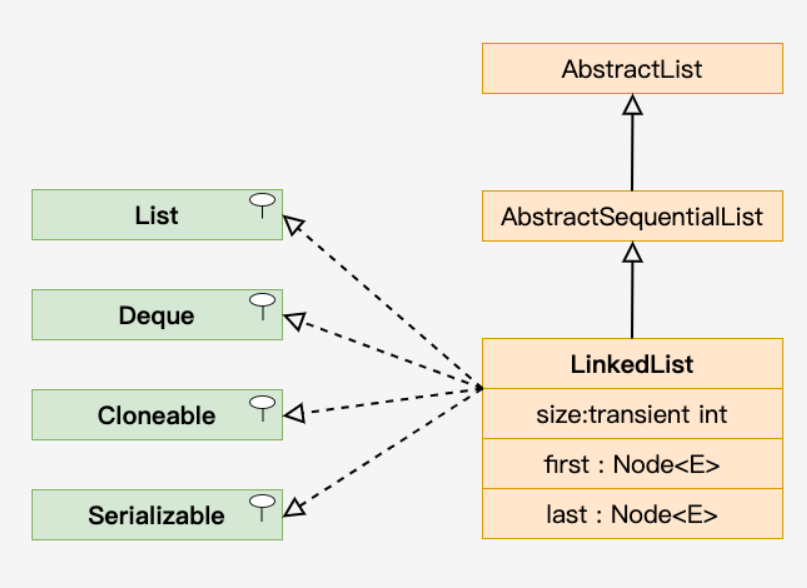 AbstractList
List
AbstractSequentialList
Deque
Cloneable
Serializable
LinkedList
size:transient int
first : Node<E>
last : Node<E>